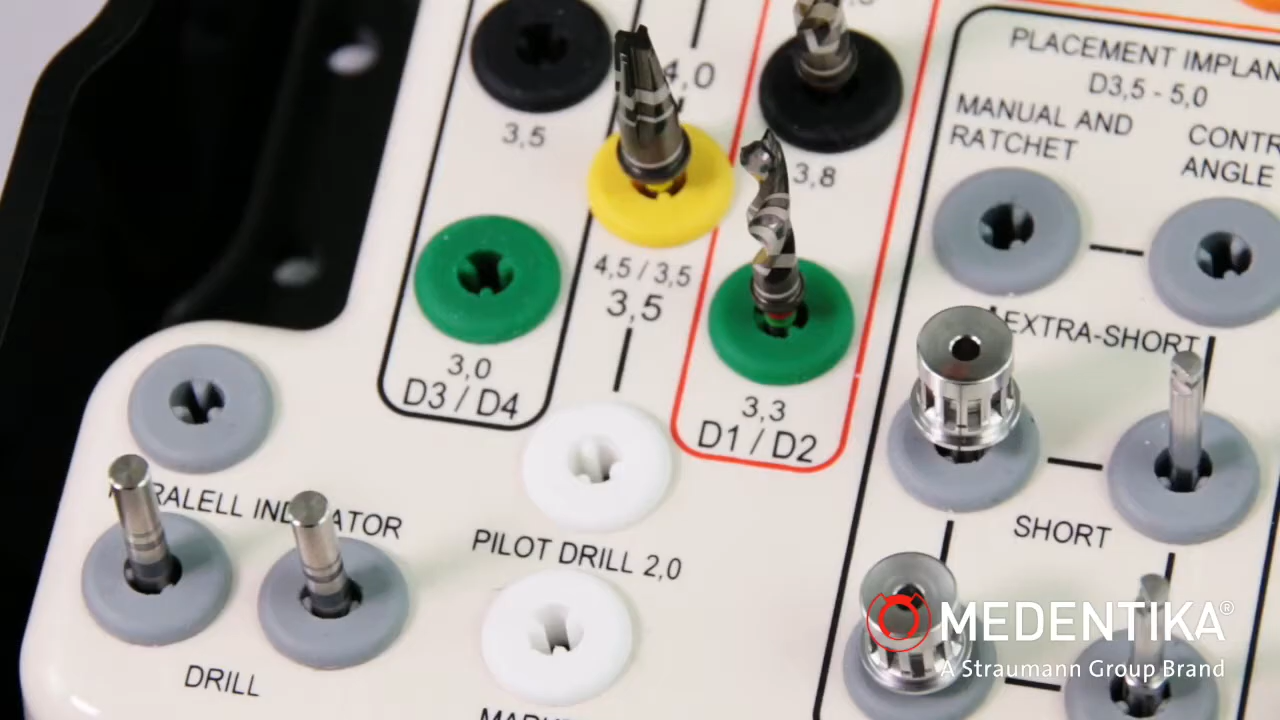 4,0
3,5
3,8
PLACEMENT IMPLAN
D3,5 - 5,0
MANUAL AND
RATCHET
CONTR
ANGLE
4,5 / 3,5
3,5
3,0
D3 / D4
3,3
D1 / D2
EXTRA-SHORT
RALELL IND ATOR
PILOT DRILL 2,0
SHORT
DRILL
MEDENTIKA®
A Straumann Group Brand